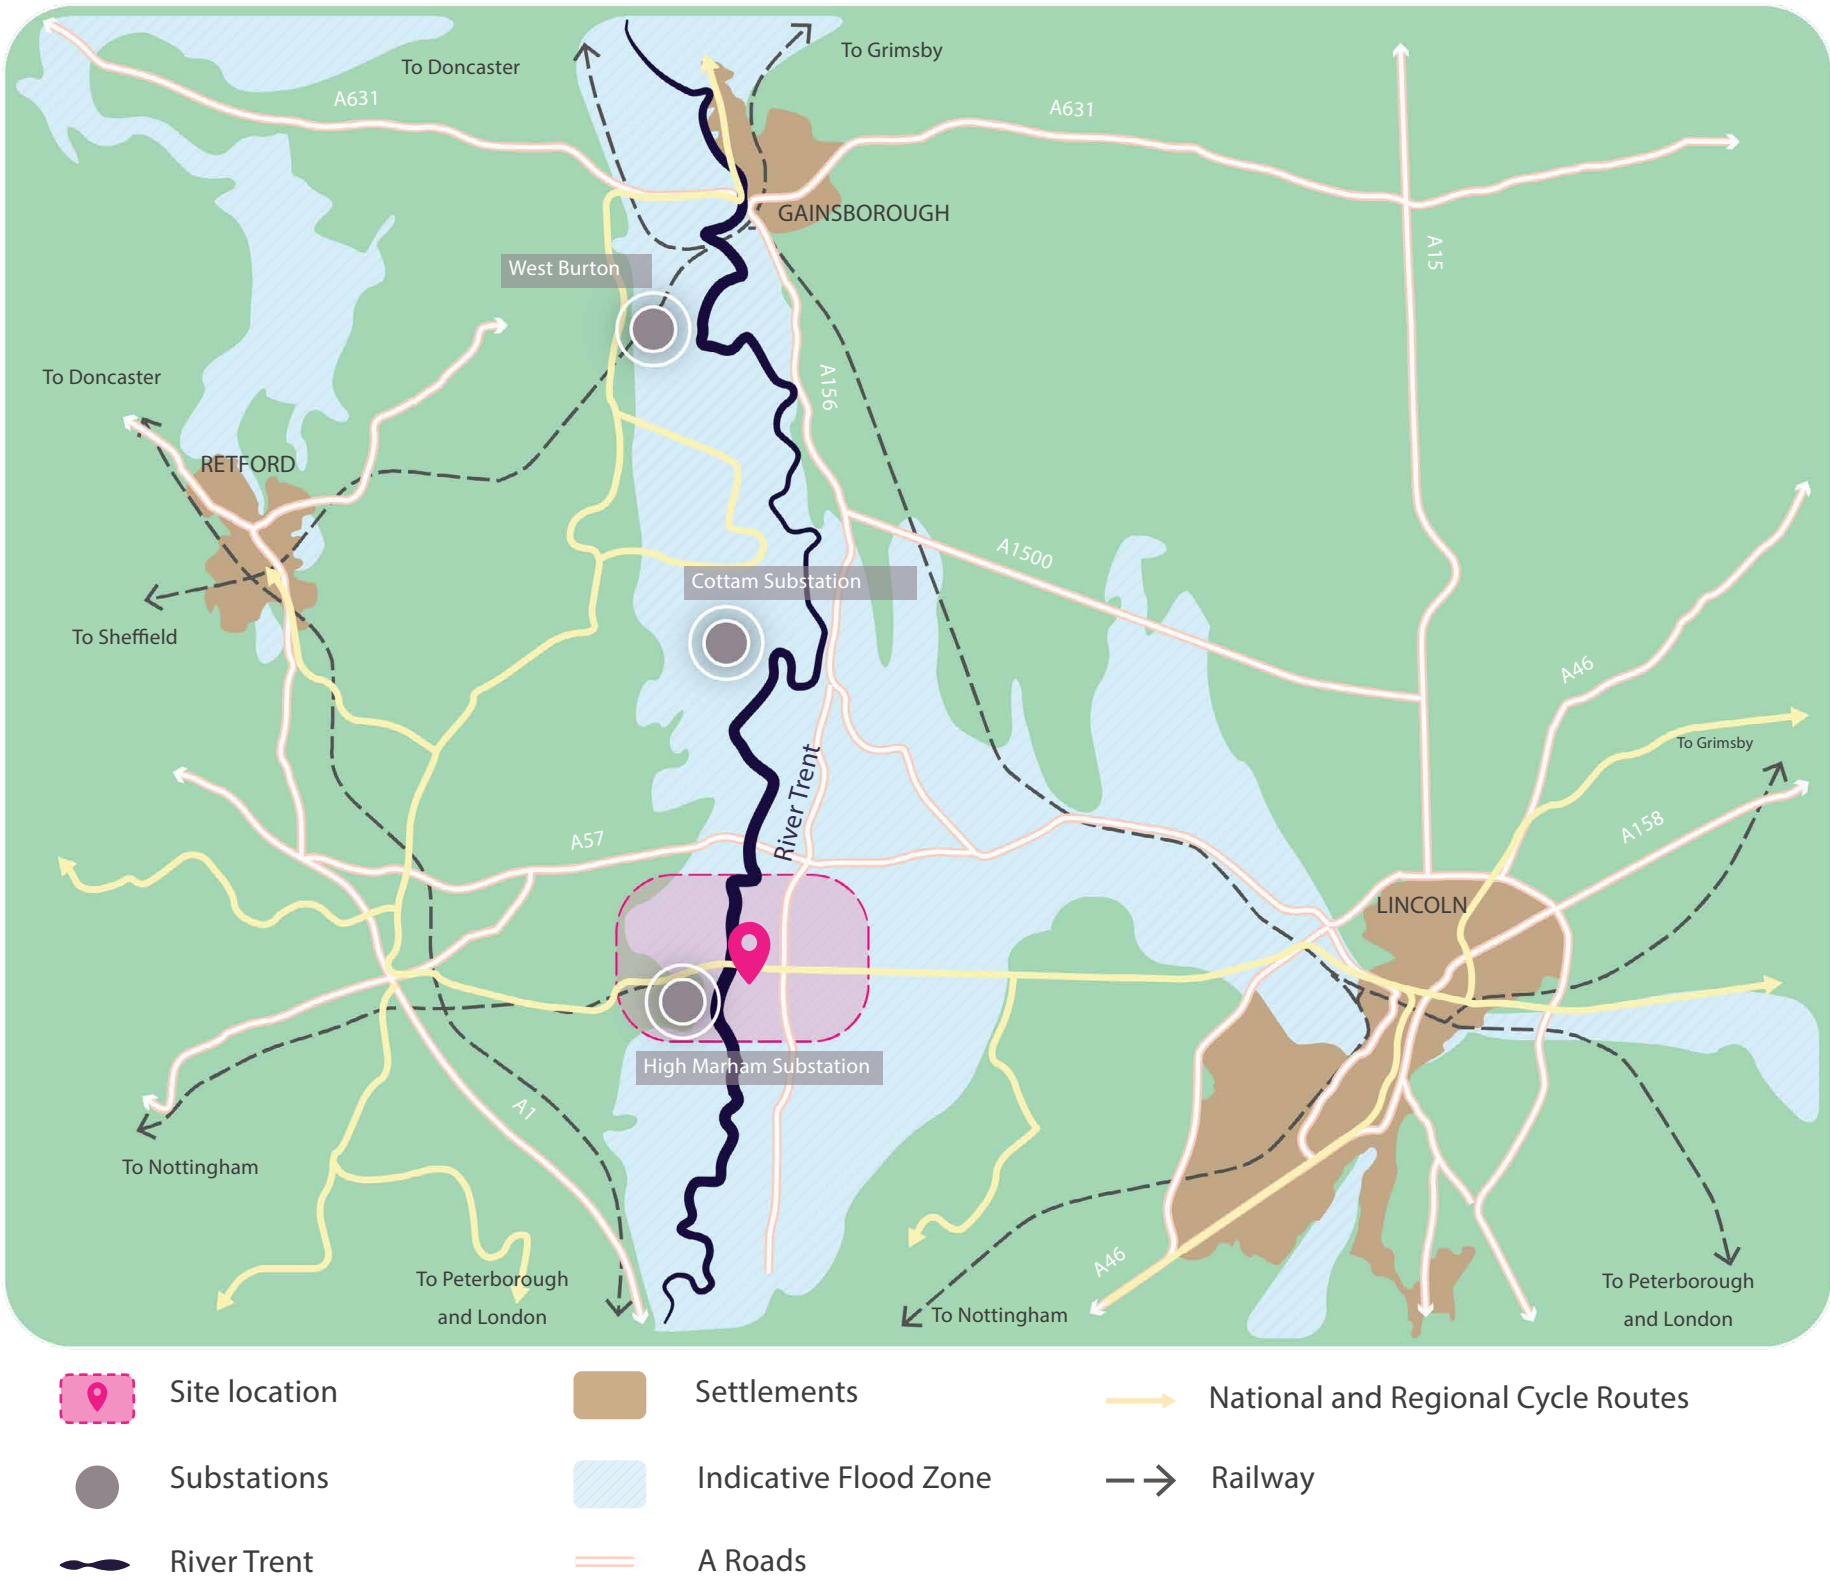 To Doncaster
To Grimsby
A631
A631
GAINSBOROUGH
A15
West Burton
To Doncaster
A156
RETFORD
A1500
Cottam Substation
To Sheffield
A46
To Grimsby
River Trent
A57
A158
LINCOLN
High Marham Substation
A1
To Nottingham
A46
To Peterborough
and London
To Nottingham
To Peterborough
and London
Site location
Settlements
National and Regional Cycle Routes
Substations
Indicative Flood Zone
Railway
River Trent
A Roads